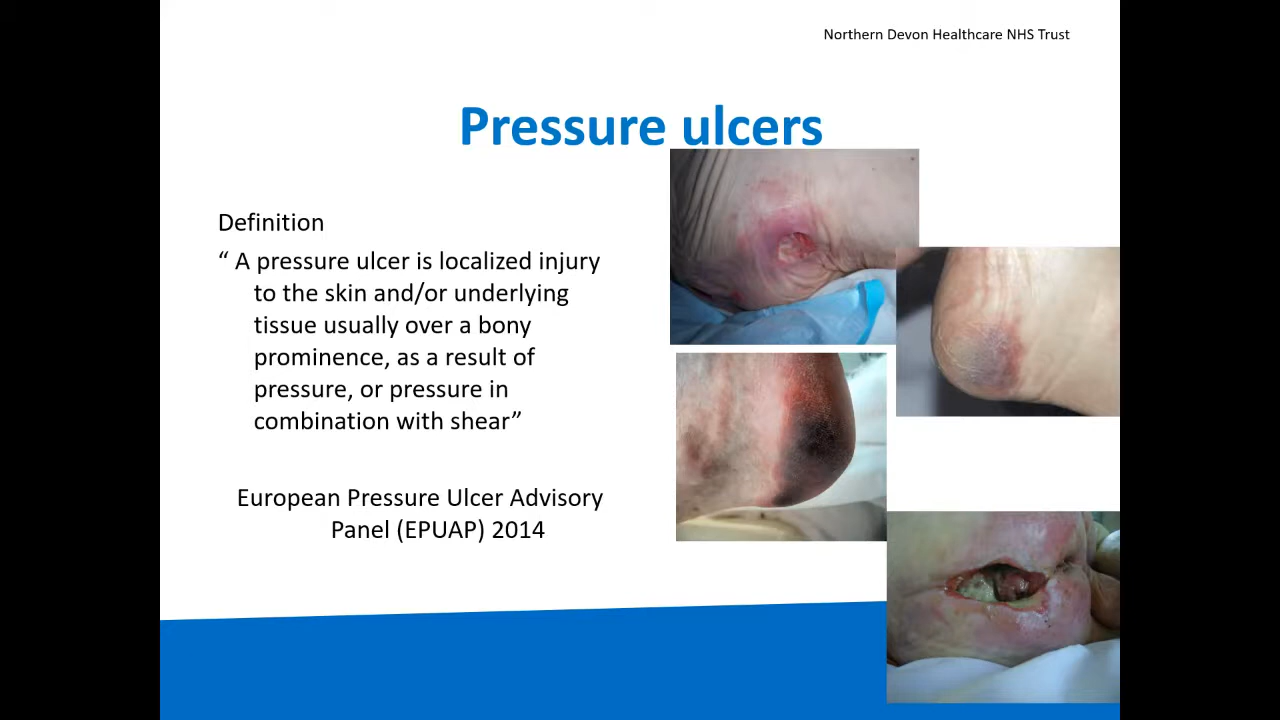 Northern Devon Healthcare NHS Trust
Pressure ulcers
Definition
“ A pressure ulcer is localized injury
to the skin and/or underlying
tissue usually over a bony
prominence, as a result of
pressure, or pressure in
combination with shear”
European Pressure Ulcer Advisory
Panel (EPUAP) 2014